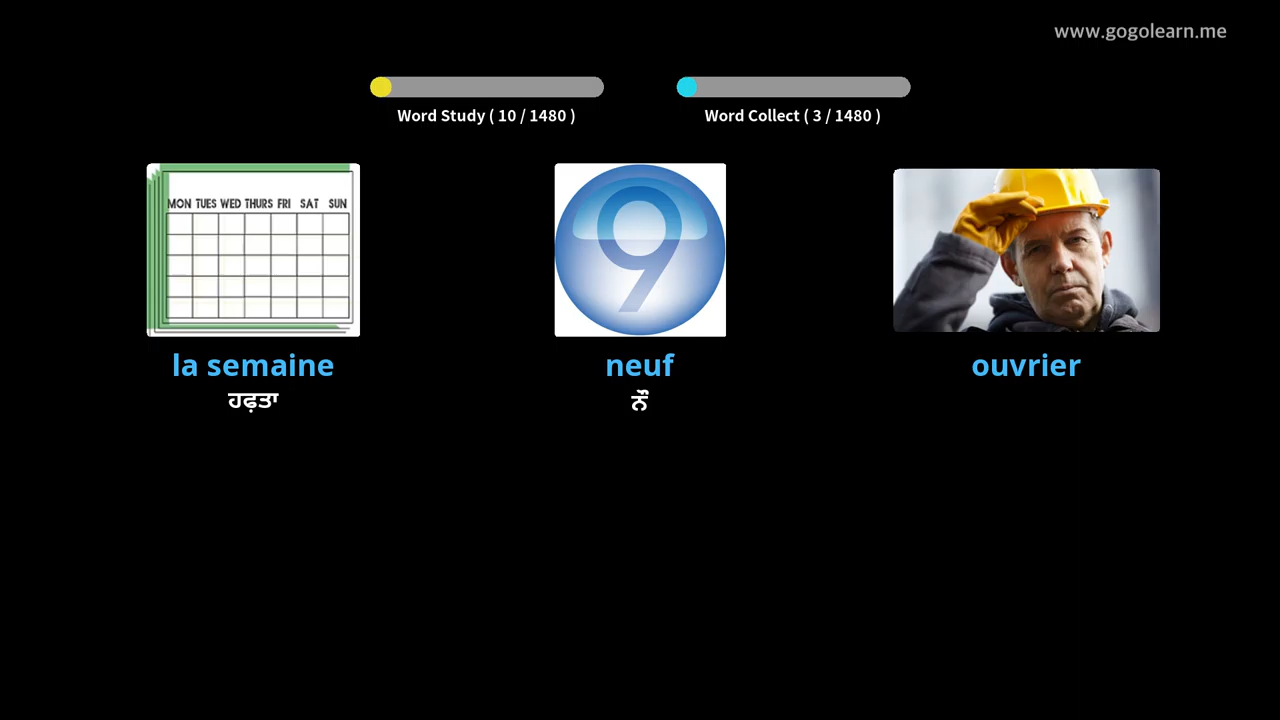 www.gogolearn.me
Word Study ( 10 / 1480 )
Word Collect ( 3 / 1480 )
MON TUES WED THURS FRI SAT SUN
9
la semaine
neuf
ouvrier
ਹਫ਼ਤਾ
ਨੌਂ